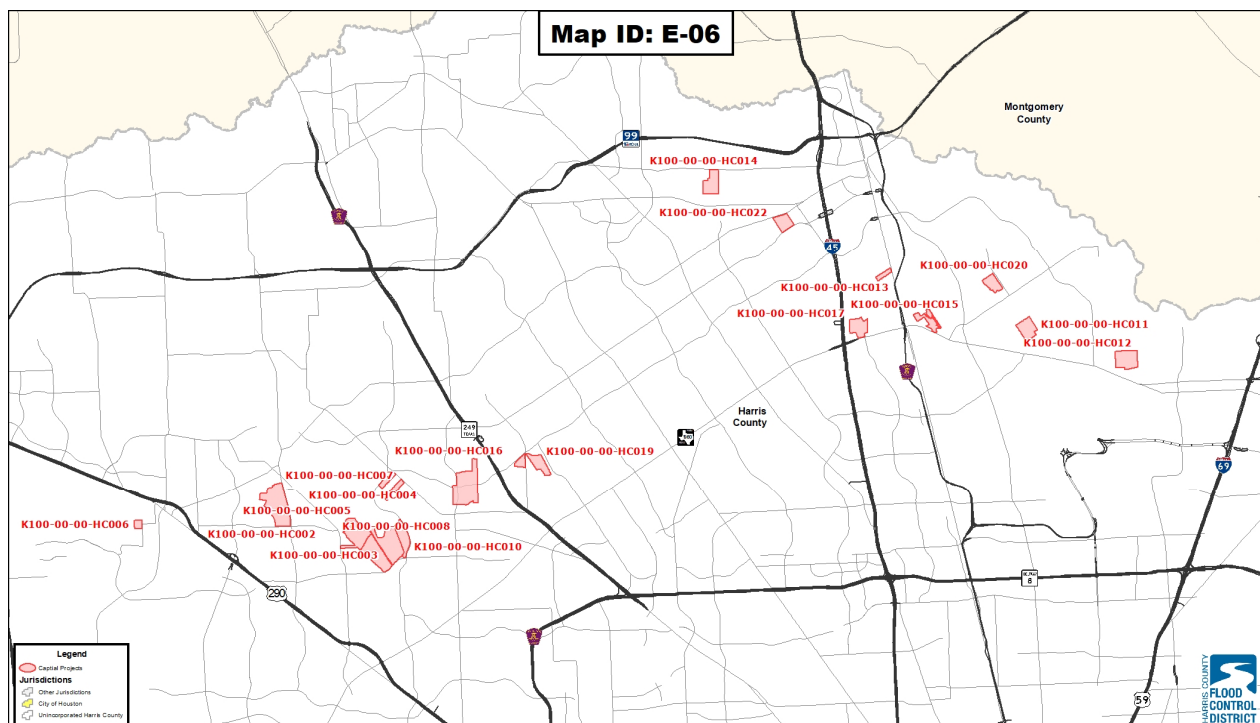 Map ID: E-06
Montgomery
County
99
K100-00-00-HC014
K100-00-00-HC022
45
K100-00-00-HC020
K100-00-00-HC013
K100-00-00-HC015
K100-00-00-HC017
K100-00-00-HC011
K100-00-00-HC012
Harris
County
249
TEXAS
K100-00-00-HC016
K100-00-00-HC019
69
K100-00-00-HC007
K100-00-00-HC004
K100-00-00-HC005
K100-00-00-HC006
K100-00-00-HC002
K100-00-00-HC008
K100-00-00-HC003
K100-00-00-HC010
290
8
59
Legend
Captial Projects
Jurisdictions
Other Jurisdictions
City of Houston
Unincorporated Harris County
HARRIS COUNTY
FLOOD
CONTROL
DISTRICT